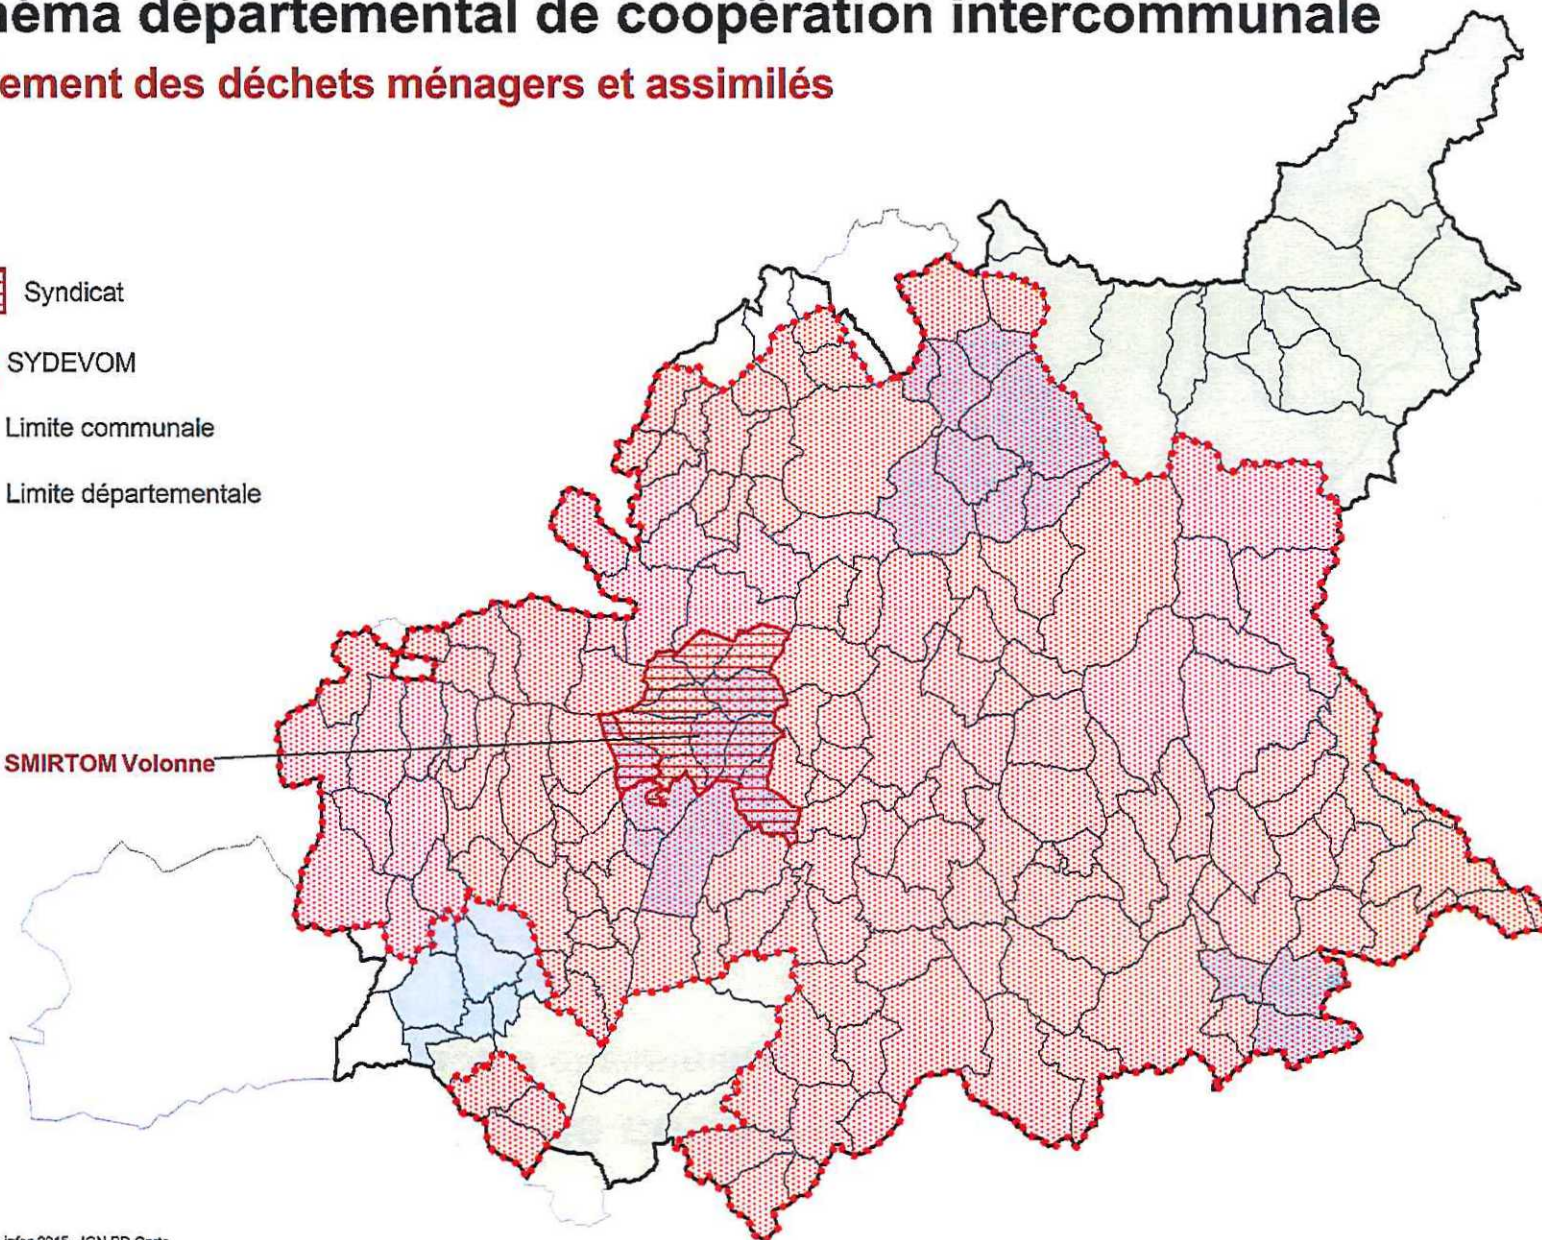 héma départemental de coopération intercommunale
ement des déchets ménagers et assimilés
Syndicat
SYDEVOM
Limite communale
Limite départementale
SMIRTOM Volonne